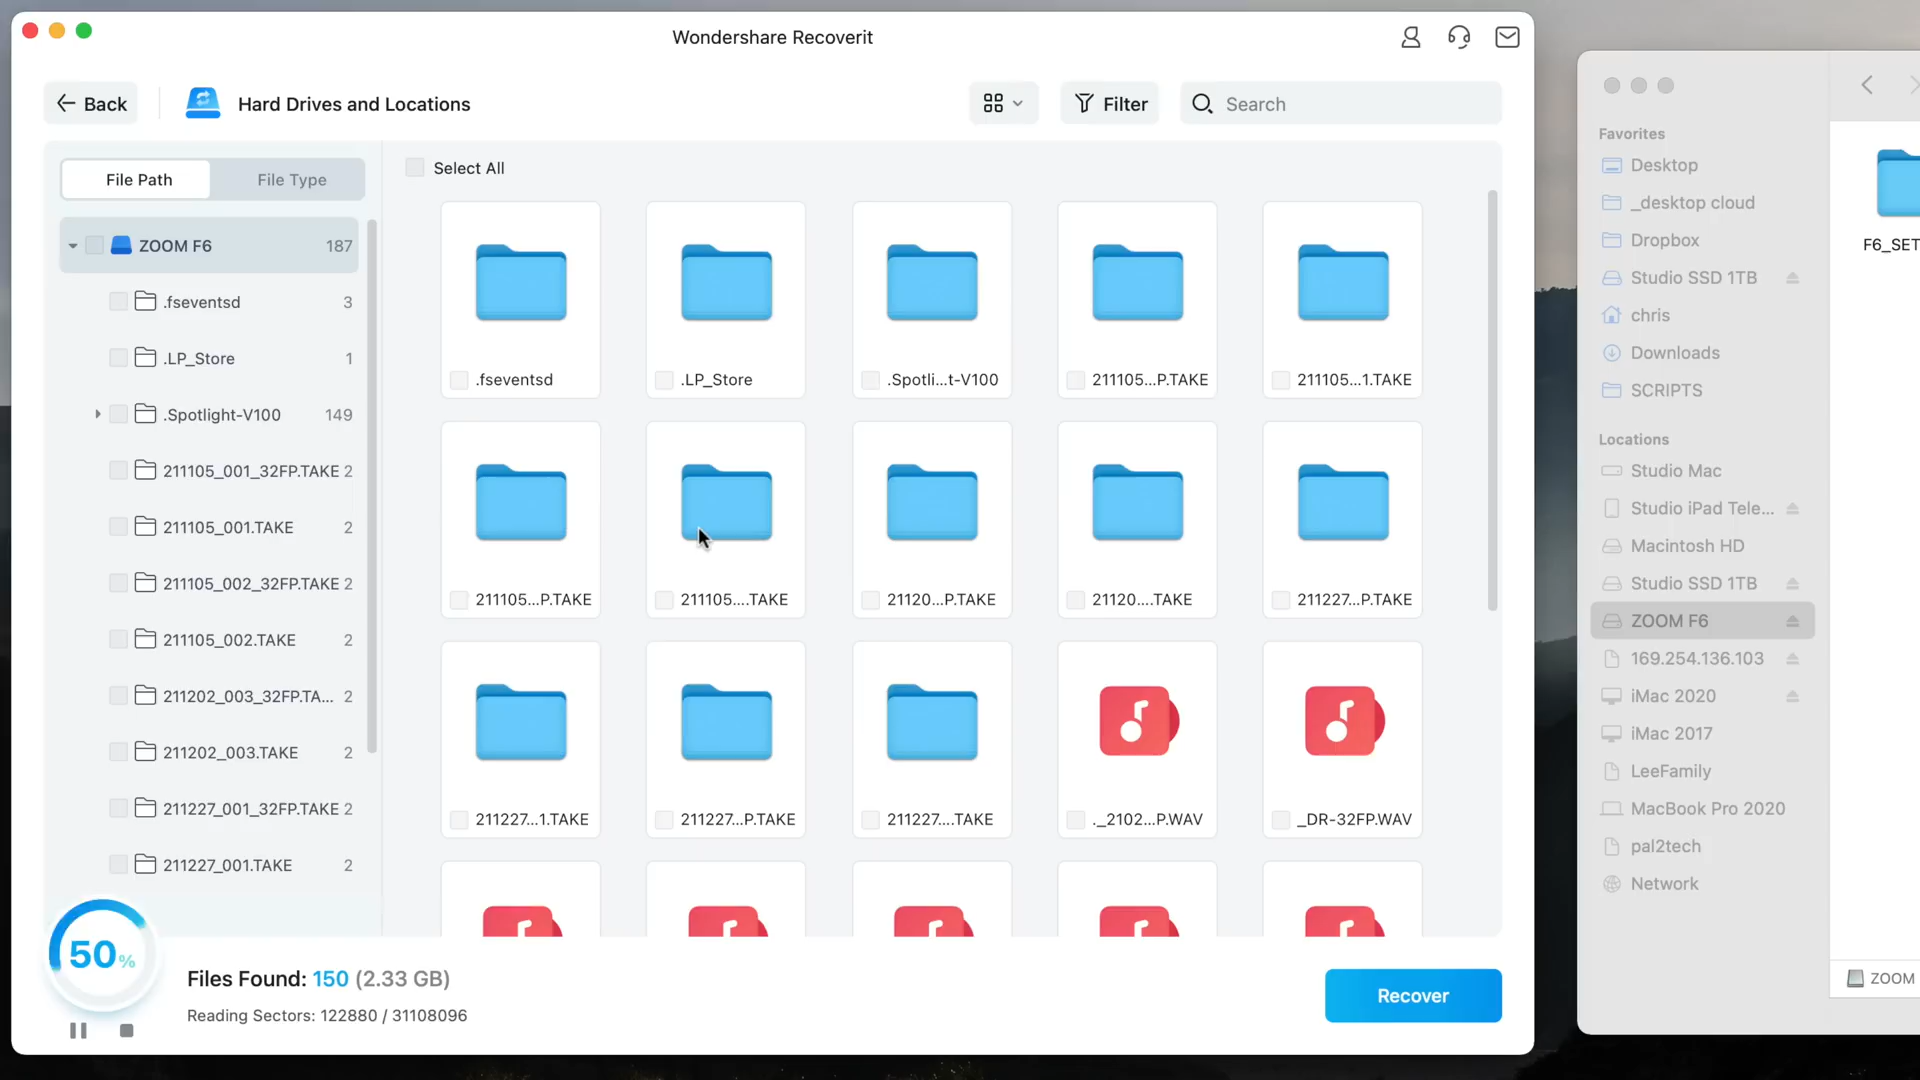 Wondershare Recoverit
Back
Hard Drives and Locations
Filter
Search
File Path
File Type
Select All
ZOOM F6 187
.fseventsd 3
.LP_Store 1
.Spotlight-V100 149
211105_001_32FP.TAKE 2
211105_001.TAKE 2
211105_002_32FP.TAKE 2
211105_002.TAKE 2
211202_003_32FP.TA... 2
211202_003.TAKE 2
211227_001_32FP.TAKE 2
211227_001.TAKE 2
.fseventsd
.LP_Store
.Spotli...t-V100
211105...P.TAKE
211105...1.TAKE
211105...P.TAKE
211105....TAKE
21120...P.TAKE
21120....TAKE
211227...P.TAKE
211227...1.TAKE
211227...P.TAKE
211227....TAKE
._2102...P.WAV
_DR-32FP.WAV
50%
Files Found: 150 (2.33 GB)
Reading Sectors: 122880 / 31108096
Recover
Favorites
Desktop
_desktop cloud
Dropbox
Studio SSD 1TB
chris
Downloads
SCRIPTS
Locations
Studio Mac
Studio iPad Tele...
Macintosh HD
Studio SSD 1TB
ZOOM F6
169.254.136.103
iMac 2020
iMac 2017
LeeFamily
MacBook Pro 2020
pal2tech
Network
F6_SET
ZOOM